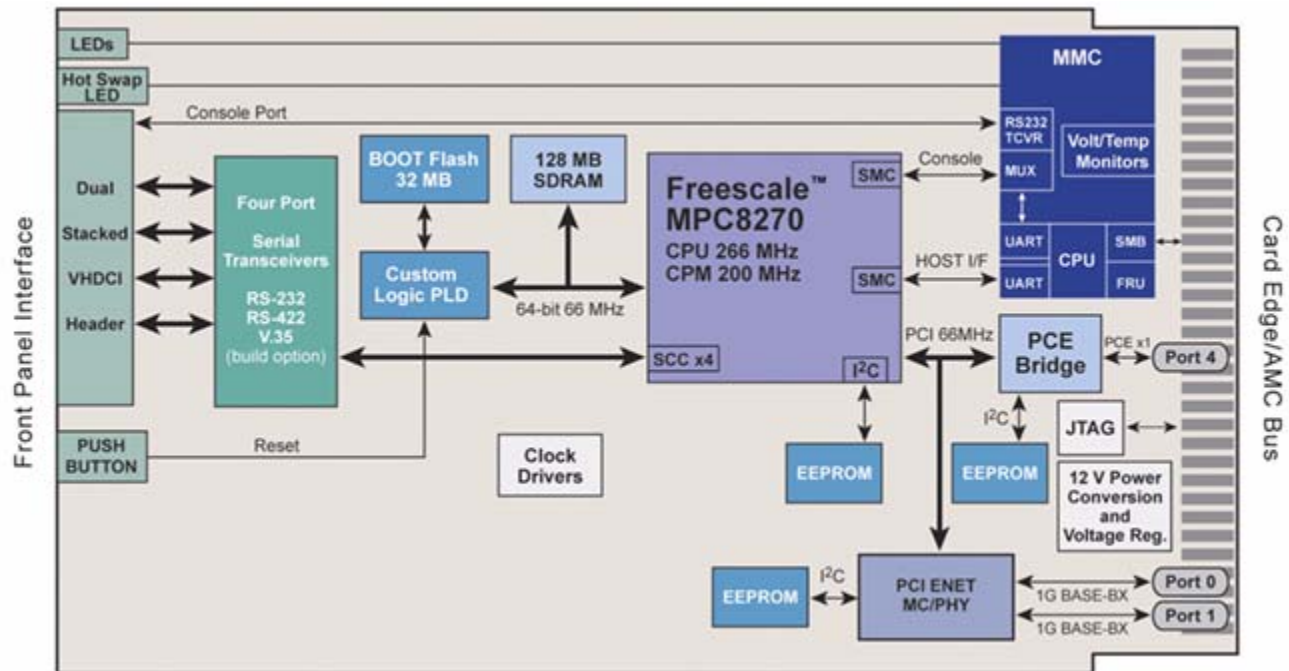 LEDs
Hot Swap
LED
Console Port
Front Panel Interface
Dual
Stacked
VHDCI
Header
PUSH
BUTTON
Reset
Four Port
Serial
Transceivers
RS-232
RS-422
V.35
(build option)
BOOT Flash
32 MB
128 MB
SDRAM
Custom
Logic PLD
64-bit 66 MHz
Clock
Drivers
Freescale™
MPC8270
CPU 266 MHz
CPM 200 MHz
SMC
SMC
SCC x4
I²C
Console
HOST I/F
PCI 66MHz
MMC
RS232
TCVR
MUX
Volt/Temp
Monitors
UART
UART
CPU
SMB
FRU
PCE
Bridge
PCE x1
Port 4
I²C
JTAG
EEPROM
EEPROM
12 V Power
Conversion
and
Voltage Reg.
EEPROM
I²C
PCI ENET
MC/PHY
1G BASE-BX
1G BASE-BX
Port 0
Port 1
Card Edge/AMC Bus